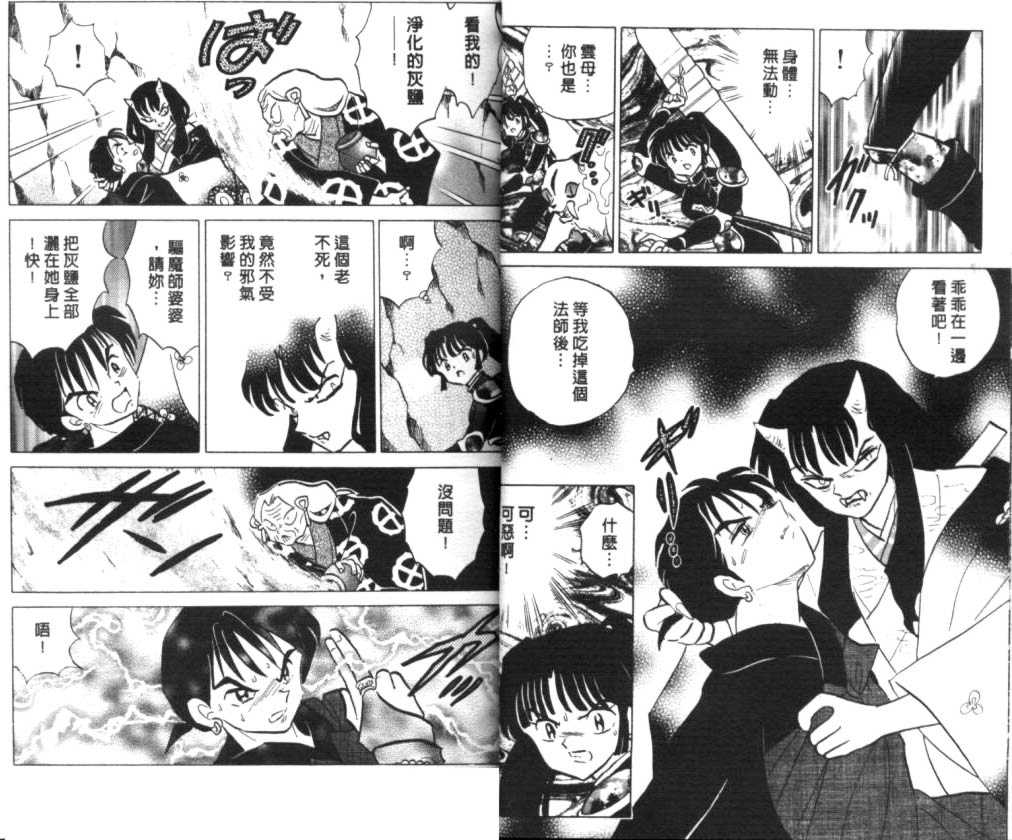 ！
身體…
無法動…
雲母…
你也是
…？
乖乖在一邊
看著吧！
等我吃掉這個
法師後…
什麼…
可…
可惡啊！
看我的！
淨化的灰鹽
——！
ばっ
！
啊…？
這個老
不死，
竟然不受
我的邪氣
影響？
驅魔師婆婆
，請妳…
把灰鹽全部
灑在她身上
！快！
沒問題！
唔！